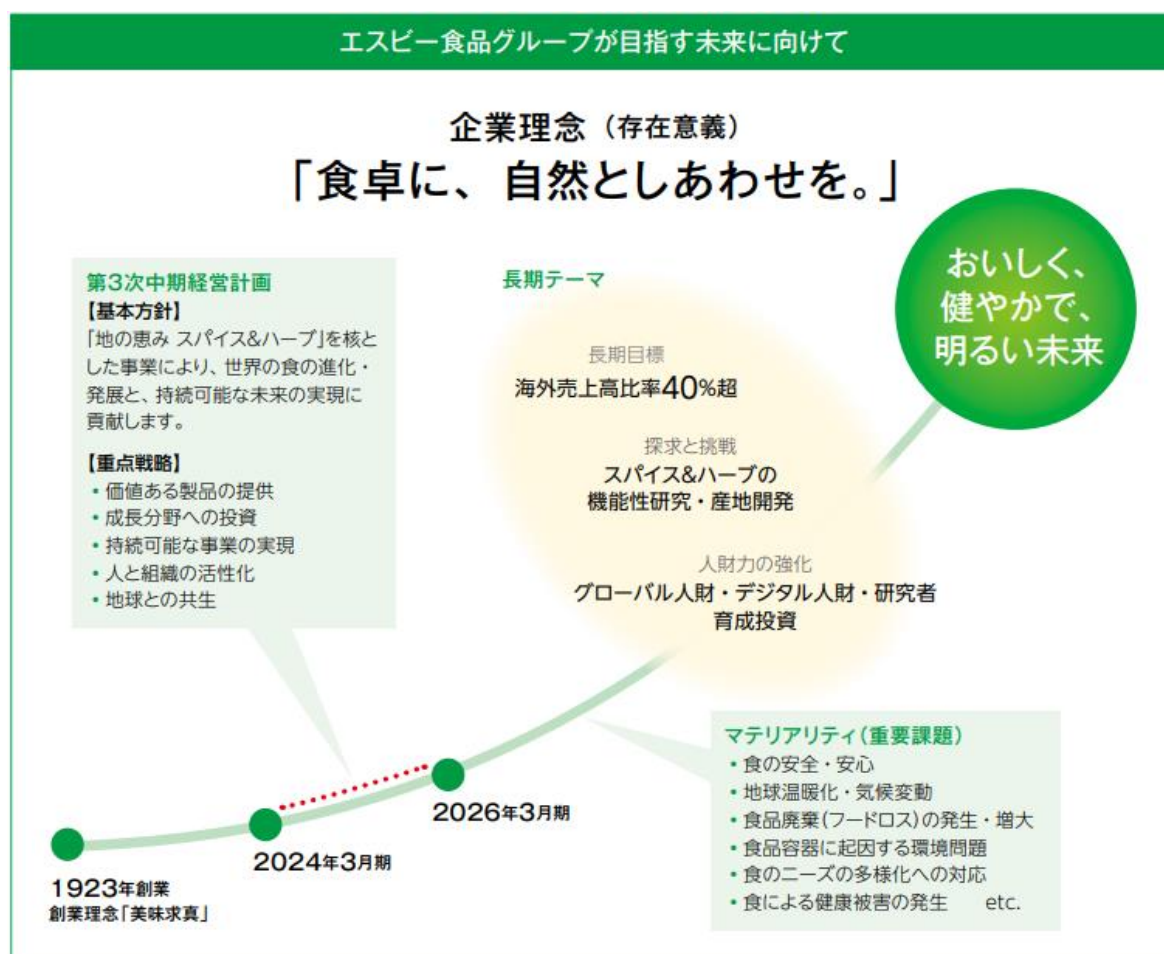 エスビー食品グループが目指す未来に向けて
企業理念（存在意義）
「食卓に、自然としあわせを。」
おいしく、
健やかで、
明るい未来
第3次中期経営計画
【基本方針】
「地の恵み スパイス&ハーブ」を核と
した事業により、世界の食の進化・
発展と、持続可能な未来の実現に
貢献します。
【重点戦略】
・価値ある製品の提供
・成長分野への投資
・持続可能な事業の実現
・人と組織の活性化
・地球との共生
長期テーマ
長期目標
海外売上高比率40%超
探求と挑戦
スパイス&ハーブの
機能性研究・産地開発
人財力の強化
グローバル人財・デジタル人財・研究者
育成投資
マテリアリティ（重要課題）
・食の安全・安心
・地球温暖化・気候変動
・食品廃棄（フードロス）の発生・増大
・食品容器に起因する環境問題
・食のニーズの多様化への対応
・食による健康被害の発生　etc.
2026年3月期
2024年3月期
1923年創業
創業理念「美味求真」